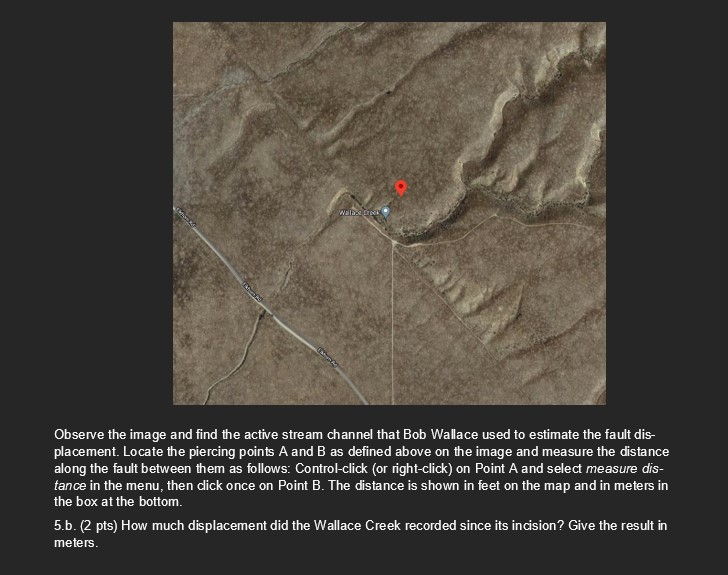 Elkhorn Rd
Wallace Creek
Elkhorn Rd
Elkhorn Rd
Observe the image and find the active stream channel that Bob Wallace used to estimate the fault dis-
placement. Locate the piercing points A and B as defined above on the image and measure the distance
along the fault between them as follows: Control-click (or right-click) on Point A and select measure dis-
tance in the menu, then click once on Point B. The distance is shown in feet on the map and in meters in
the box at the bottom.
5.b. (2 pts) How much displacement did the Wallace Creek recorded since its incision? Give the result in
meters.